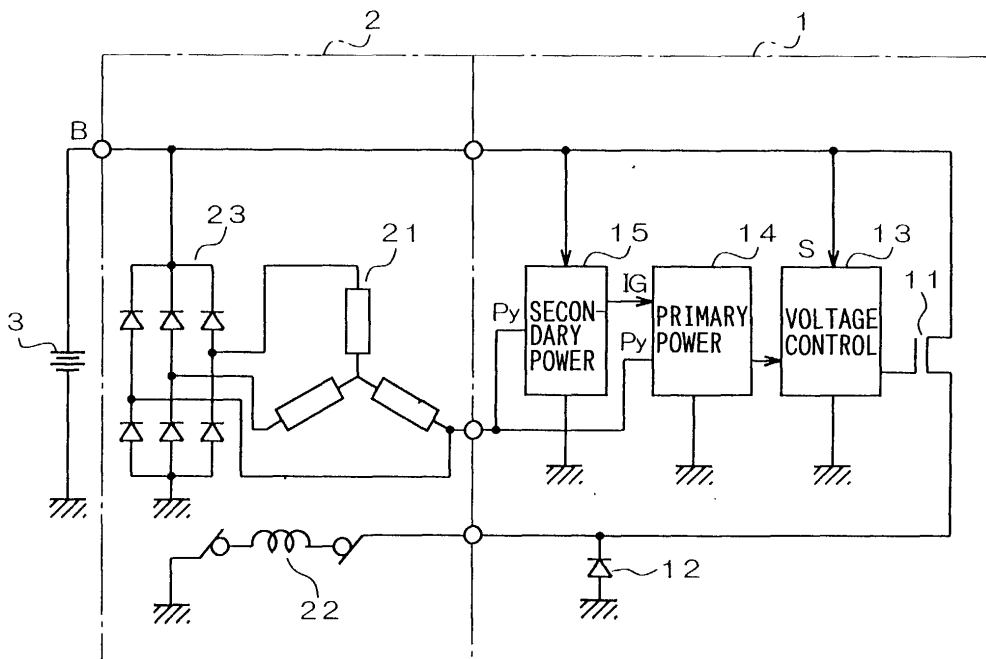 2
1
B
23
21
15
14
13
S
11
IG
Py
SECON-
DARY
POWER
Py
PRIMARY
POWER
VOLTAGE
CONTROL
3
22
12